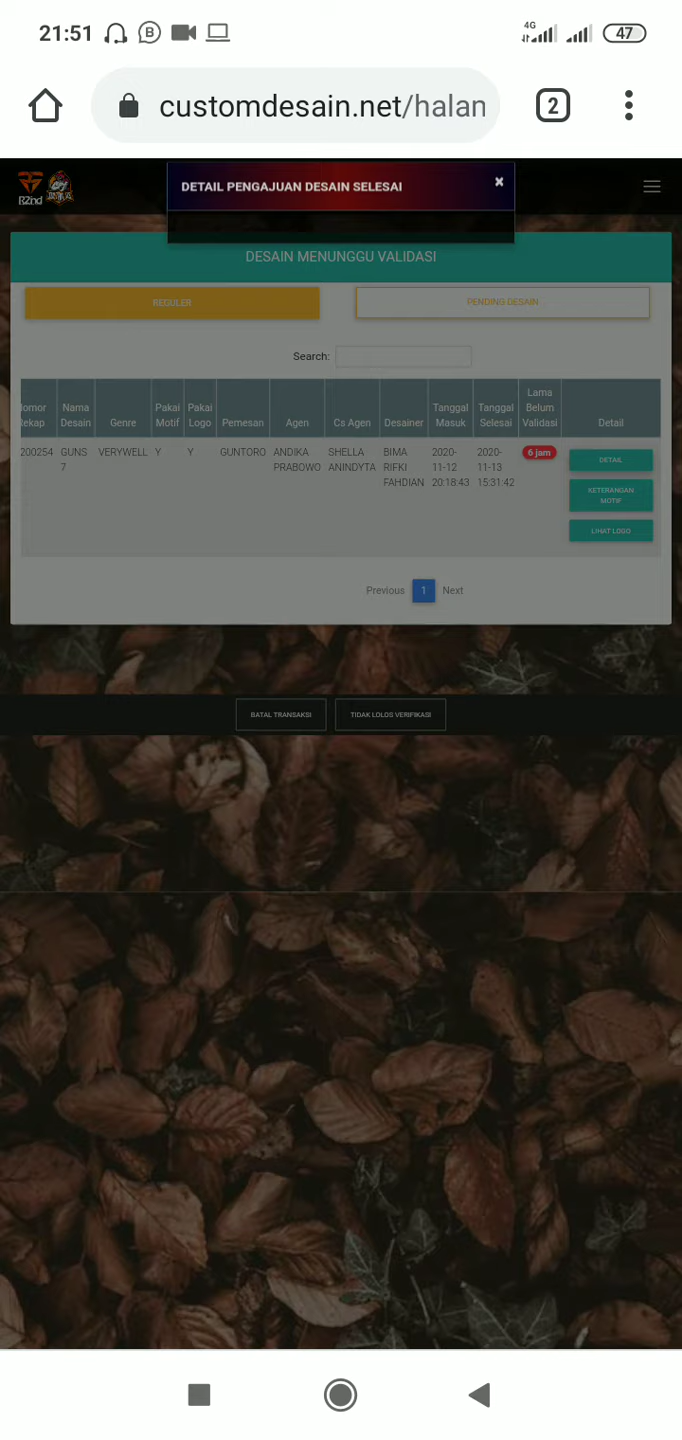 21:51
4G
47
customdesain.net/halan
2
RZnd
DETAIL PENGAJUAN DESAIN SELESAI
×
DESAIN MENUNGGU VALIDASI
REGULER
PENDING DESAIN
Search:
Nama Desain
Genre
Pakai Motif
Pakai Logo
Pemesan
Agen
Cs Agen
Desainer
Tanggal Masuk
Tanggal Selesai
Lama Belum Validasi
Detail
200254
GUNS 7
VERYWELL
Y
Y
GUNTORO
ANDIKA PRABOWO
SHELLA ANINDYTA
BIMA RIFKI FAHDIAN
2020-11-12 20:18:43
2020-11-13 15:31:42
6 jam
DETAIL
KETERANGAN MOTIF
LIHAT LOGO
Previous 1 Next
BATAL TRANSAKSI
TIDAK LOLOS VERIFIKASI